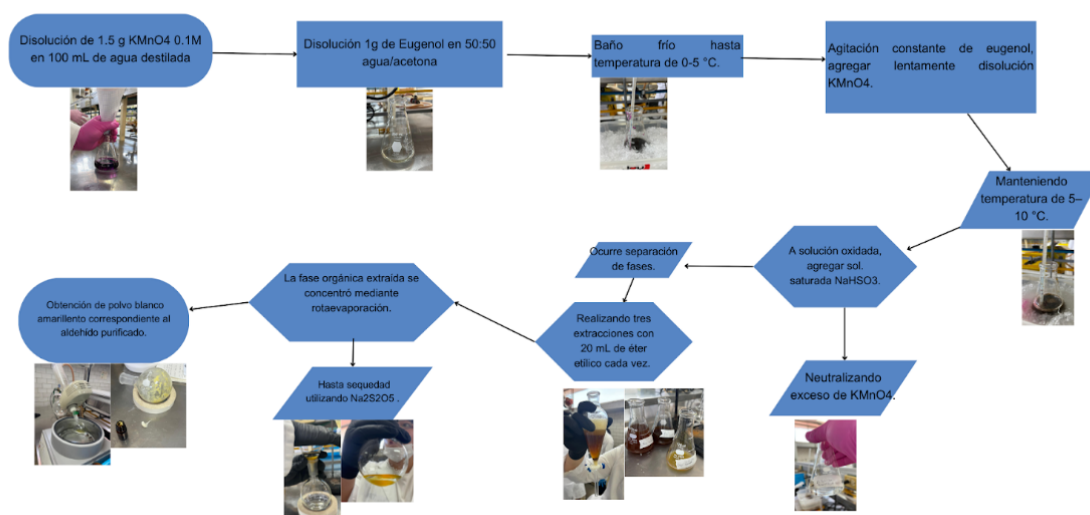 Disolución de 1.5 g KMnO4 0.1M
en 100 mL de agua destilada
Disolución 1g de Eugenol en 50:50
agua/acetona
Baño frío hasta
temperatura de 0-5 °C.
Agitación constante de eugenol,
agregar lentamente disolución
KMnO4.
Manteniendo
temperatura de 5–
10 °C.
A solución oxidada,
agregar sol.
saturada NaHSO3.
Neutralizando
exceso de KMnO4.
Ocurre separación
de fases.
Realizando tres
extracciones con
20 mL de éter
etílico cada vez.
La fase orgánica extraída se
concentró mediante
rotaevaporación.
Hasta sequedad
utilizando Na2S2O5 .
Obtención de polvo blanco
amarillento correspondiente al
aldehido purificado.